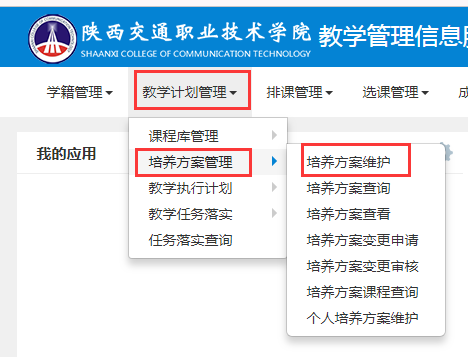 陕西交通职业技术学院 教学管理信息服
SHAANXI COLLEGE OF COMMUNICATION TECHNOLOGY
学籍管理 教学计划管理 排课管理 选课管理 成
课程库管理
我的应用 培养方案管理 培养方案维护
教学执行计划 培养方案查询
教学任务落实 培养方案查看
任务落实查询 培养方案变更申请
培养方案变更审核
培养方案课程查询
个人培养方案维护